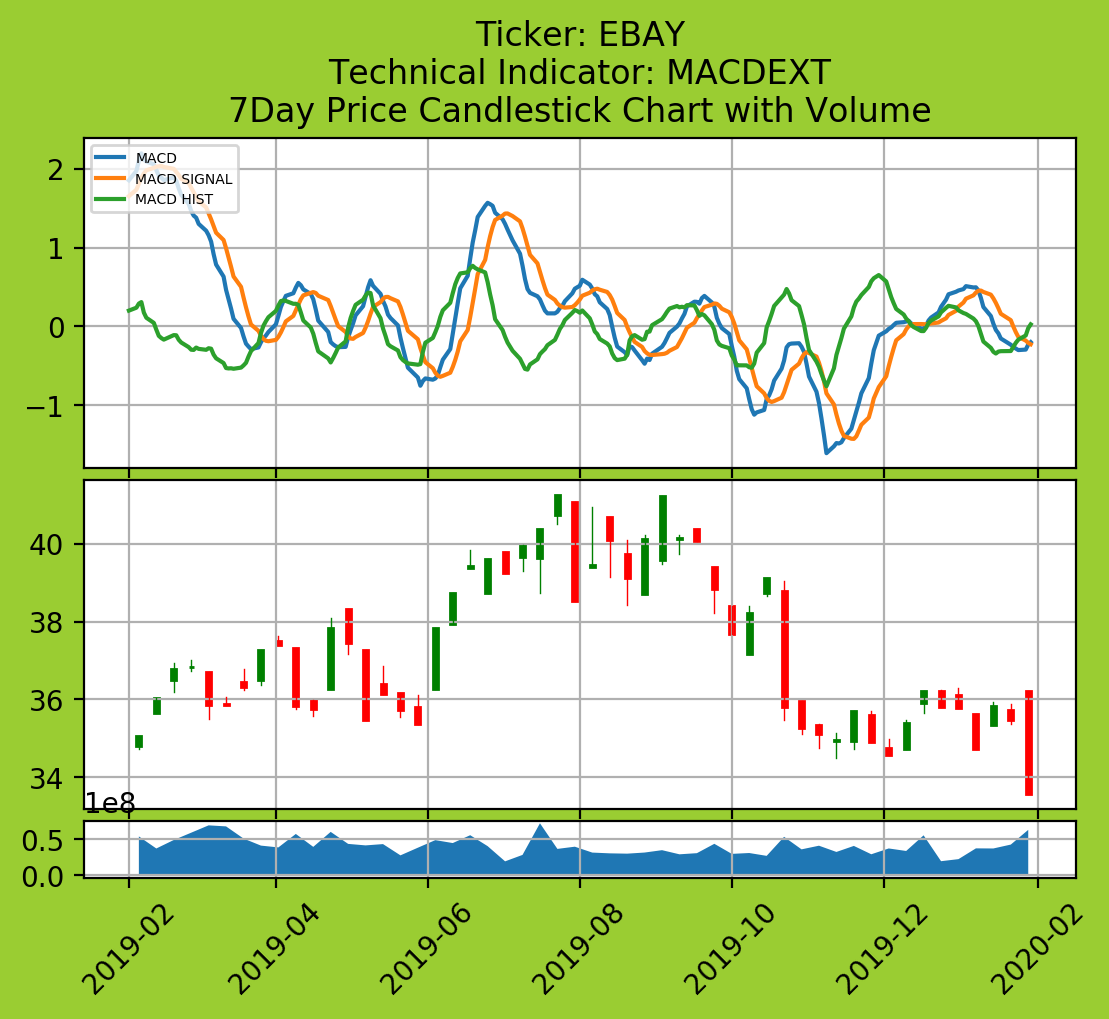 Ticker: EBAY
Technical Indicator: MACDEXT
7Day Price Candlestick Chart with Volume
MACD
MACD SIGNAL
MACD HIST
2
1
0
−1
40
38
36
34
1e8
0.5
0.0
2019-02
2019-04
2019-06
2019-08
2019-10
2019-12
2020-02